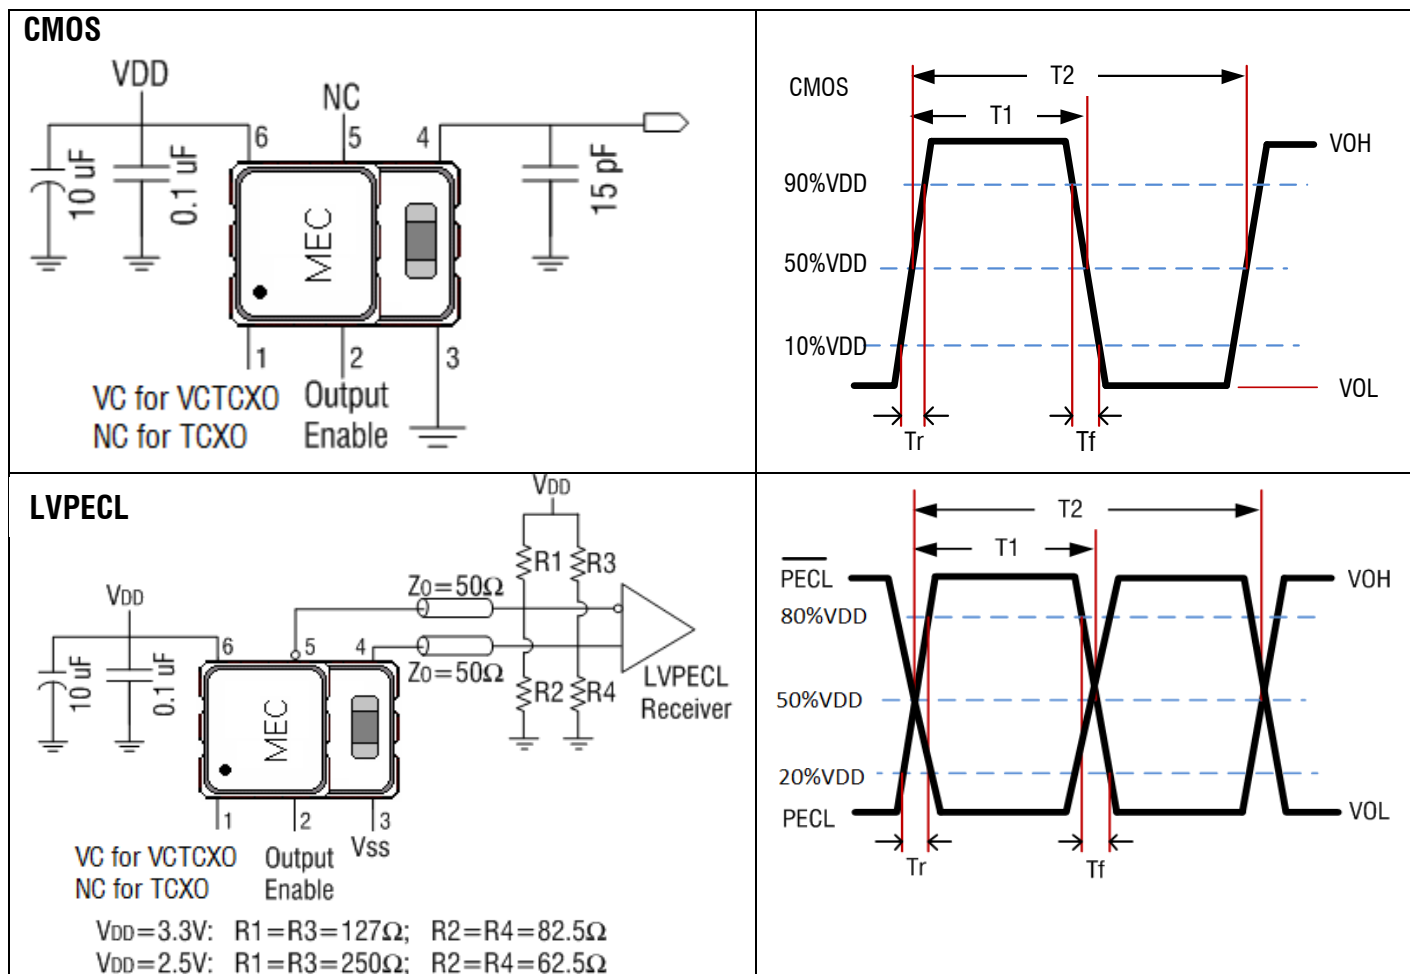 CMOS
VDD
NC
6
5
4
10 uF
0.1 uF
15 pF
MEC
1
2
3
VC for VCTCXO
NC for TCXO
Output
Enable
CMOS
T2
T1
VOH
90%VDD
50%VDD
10%VDD
VOL
Tr
Tf
LVPECL
VDD
R1
R3
Z0=50Ω
VDD
6
5
4
Z0=50Ω
10 uF
0.1 uF
R2
R4
LVPECL
Receiver
MEC
1
2
3
Vss
VC for VCTCXO
NC for TCXO
Output
Enable
VDD=3.3V: R1=R3=127Ω; R2=R4=82.5Ω
VDD=2.5V: R1=R3=250Ω; R2=R4=62.5Ω
T2
T1
PECL
VOH
80%VDD
50%VDD
20%VDD
PECL
VOL
Tr
Tf